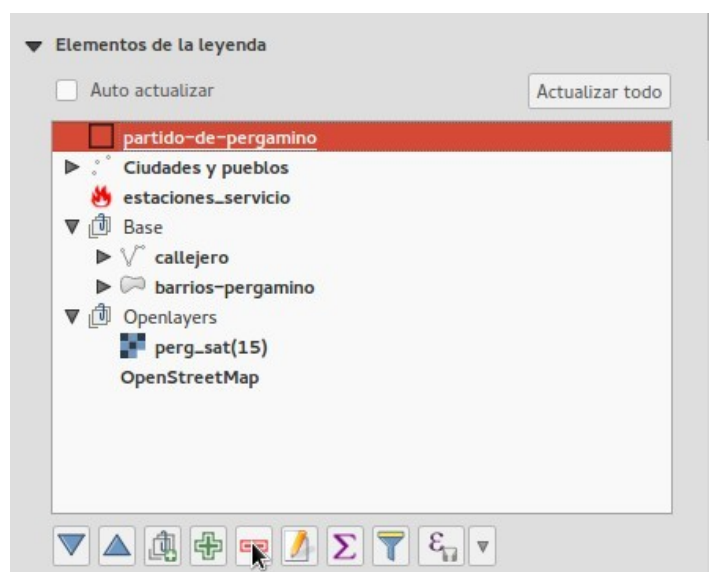 Elementos de la leyenda
Auto actualizar
Actualizar todo
partido-de-pergamino
Ciudades y pueblos
estaciones_servicio
Base
callejero
barrios-pergamino
Openlayers
perg_sat(15)
OpenStreetMap
Σ
ε